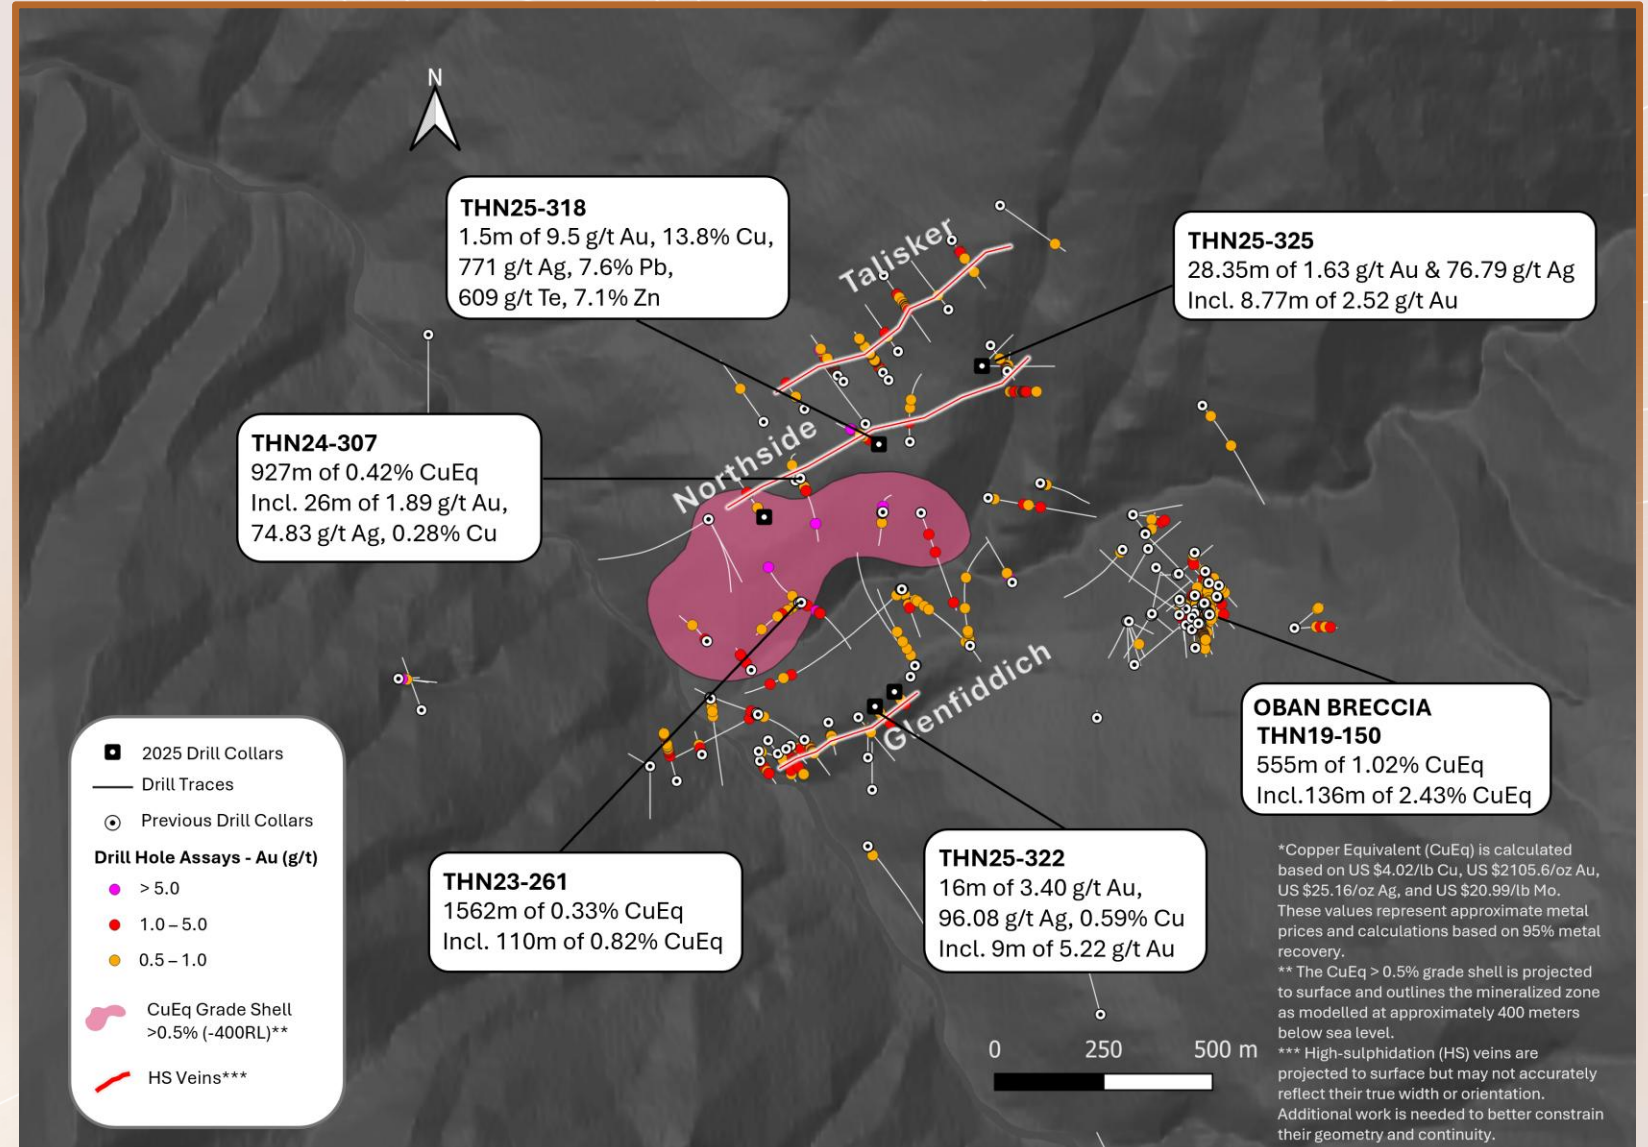 N
THN25-318
1.5m of 9.5 g/t Au, 13.8% Cu,
771 g/t Ag, 7.6% Pb,
609 g/t Te, 7.1% Zn
Talisker
THN25-325
28.35m of 1.63 g/t Au & 76.79 g/t Ag
Incl. 8.77m of 2.52 g/t Au
THN24-307
927m of 0.42% CuEq
Incl. 26m of 1.89 g/t Au,
74.83 g/t Ag, 0.28% Cu
Northside
Glenfiddich
OBAN BRECCIA
THN19-150
555m of 1.02% CuEq
Incl.136m of 2.43% CuEq
THN23-261
1562m of 0.33% CuEq
Incl. 110m of 0.82% CuEq
THN25-322
16m of 3.40 g/t Au,
96.08 g/t Ag, 0.59% Cu
Incl. 9m of 5.22 g/t Au
2025 Drill Collars
Drill Traces
Previous Drill Collars
Drill Hole Assays - Au (g/t)
> 5.0
1.0 – 5.0
0.5 – 1.0
CuEq Grade Shell
>0.5% (-400RL)**
HS Veins***
0 250 500 m
*Copper Equivalent (CuEq) is calculated
based on US $4.02/lb Cu, US $2105.6/oz Au,
US $25.16/oz Ag, and US $20.99/lb Mo.
These values represent approximate metal
prices and calculations based on 95% metal
recovery.
** The CuEq > 0.5% grade shell is projected
to surface and outlines the mineralized zone
as modelled at approximately 400 meters
below sea level.
*** High-sulphidation (HS) veins are
projected to surface but may not accurately
reflect their true width or orientation.
Additional work is needed to better constrain
their geometry and continuity.